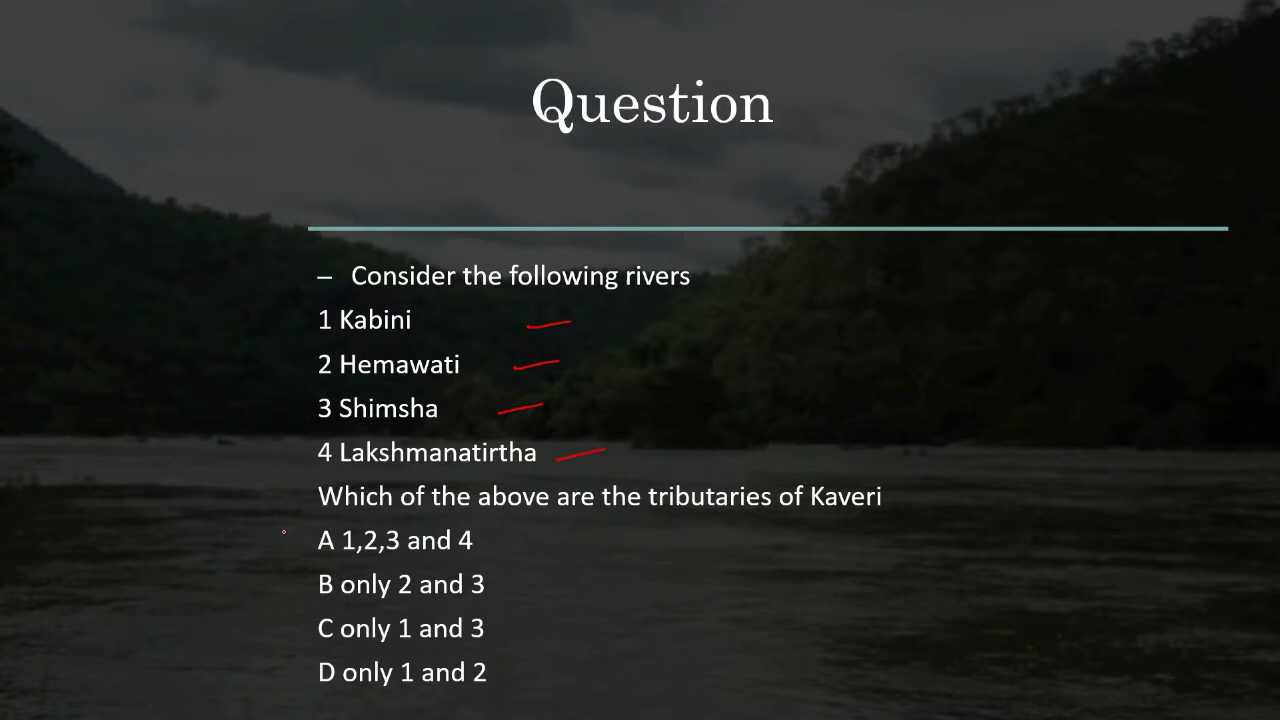 Question
– Consider the following rivers
1 Kabini
2 Hemawati
3 Shimsha
4 Lakshmanatirtha
Which of the above are the tributaries of Kaveri
A 1,2,3 and 4
B only 2 and 3
C only 1 and 3
D only 1 and 2